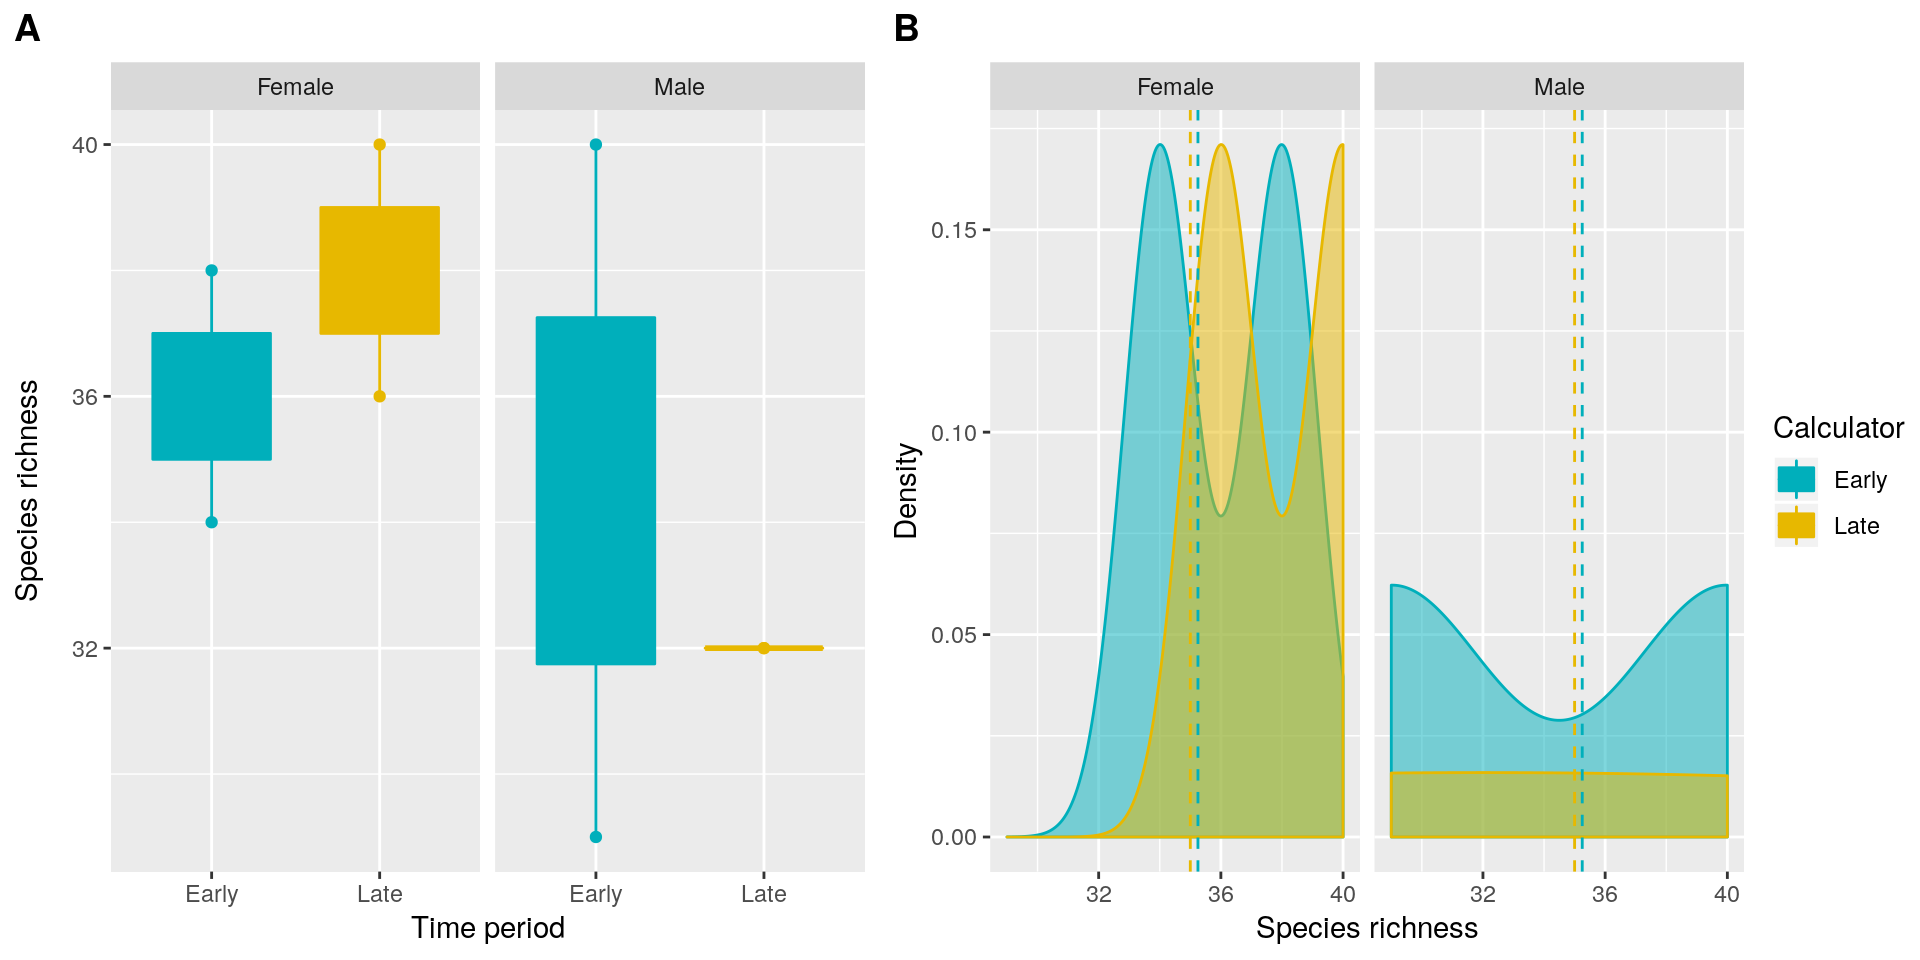 A
Female
Male
40
36
32
Species richness
Early
Late
Early
Late
Time period
B
Female
Male
0.15
0.10
0.05
0.00
Density
32
36
40
32
36
40
Species richness
Calculator
Early
Late